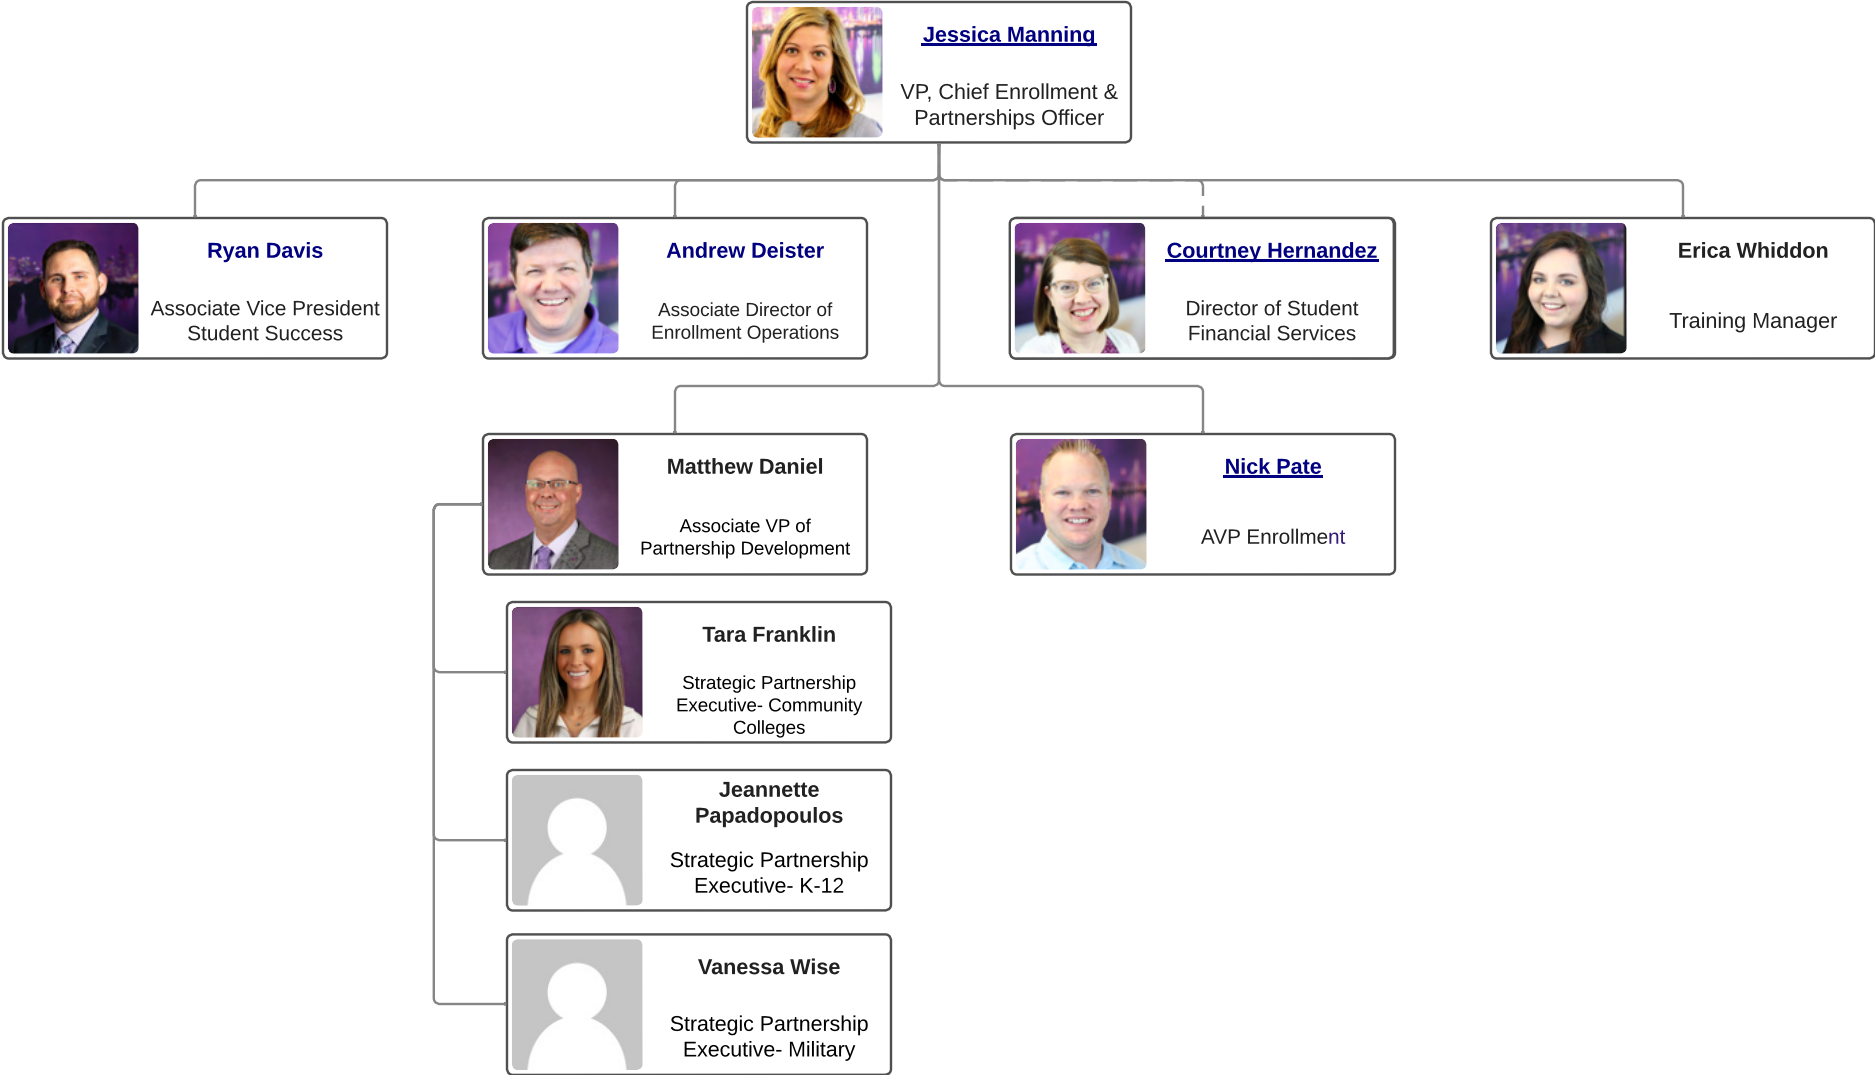 Jessica Manning
VP, Chief Enrollment &
Partnerships Officer
Ryan Davis
Associate Vice President
Student Success
Andrew Deister
Associate Director of
Enrollment Operations
Courtney Hernandez
Director of Student
Financial Services
Erica Whiddon
Training Manager
Matthew Daniel
Associate VP of
Partnership Development
Nick Pate
AVP Enrollment
Tara Franklin
Strategic Partnership
Executive- Community
Colleges
Jeannette
Papadopoulos
Strategic Partnership
Executive- K-12
Vanessa Wise
Strategic Partnership
Executive- Military